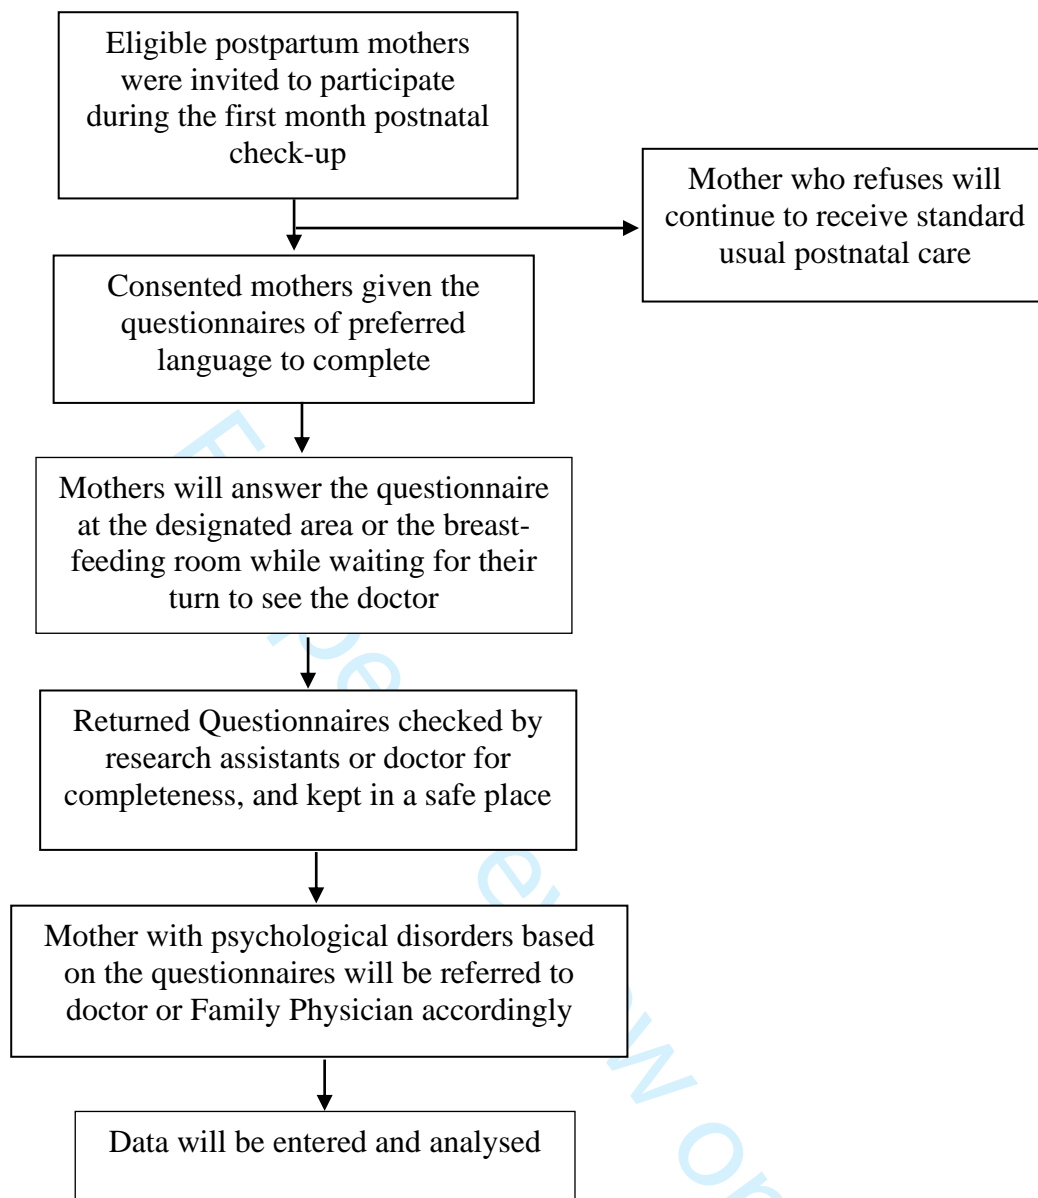 Eligible postpartum mothers
were invited to participate
during the first month postnatal
check-up
Mother who refuses will
continue to receive standard
usual postnatal care
Consented mothers given the
questionnaires of preferred
language to complete
Mothers will answer the questionnaire
at the designated area or the breast-
feeding room while waiting for their
turn to see the doctor
Returned Questionnaires checked by
research assistants or doctor for
completeness, and kept in a safe place
Mother with psychological disorders based
on the questionnaires will be referred to
doctor or Family Physician accordingly
Data will be entered and analysed